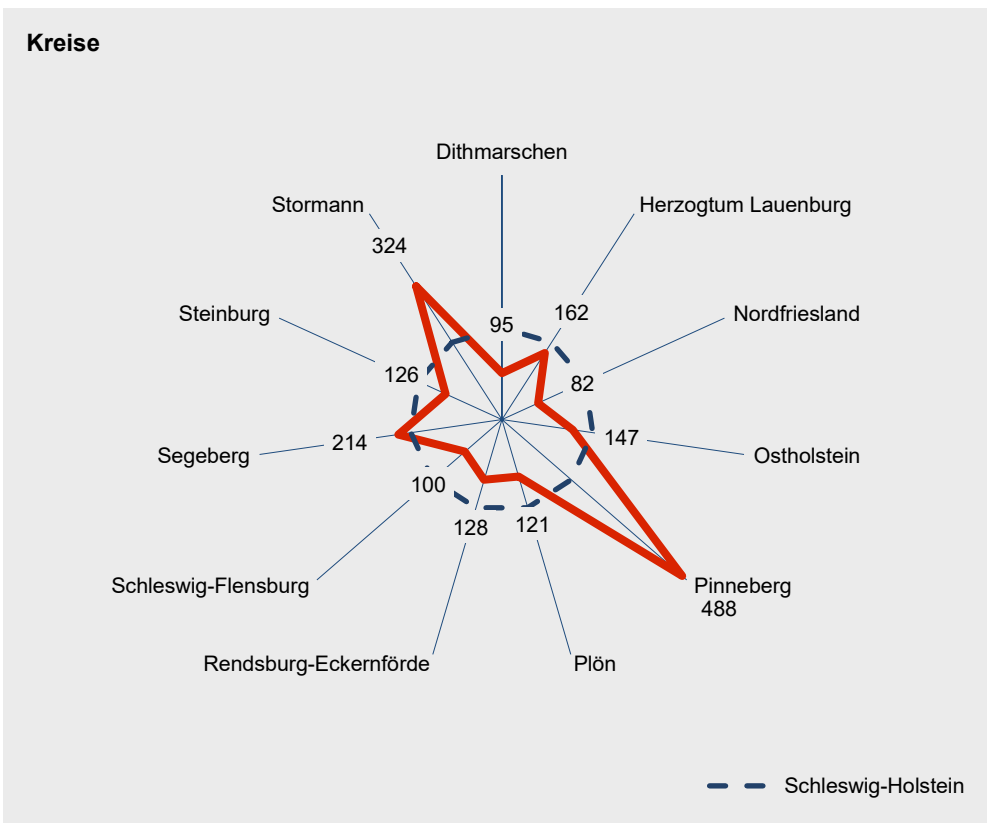 Kreise
Dithmarschen
Stormann
Herzogtum Lauenburg
324
Steinburg
Nordfriesland
162
95
126
82
Segeberg
214
147
Ostholstein
100
128
121
Schleswig-Flensburg
Pinneberg
488
Rendsburg-Eckernförde
Plön
Schleswig-Holstein